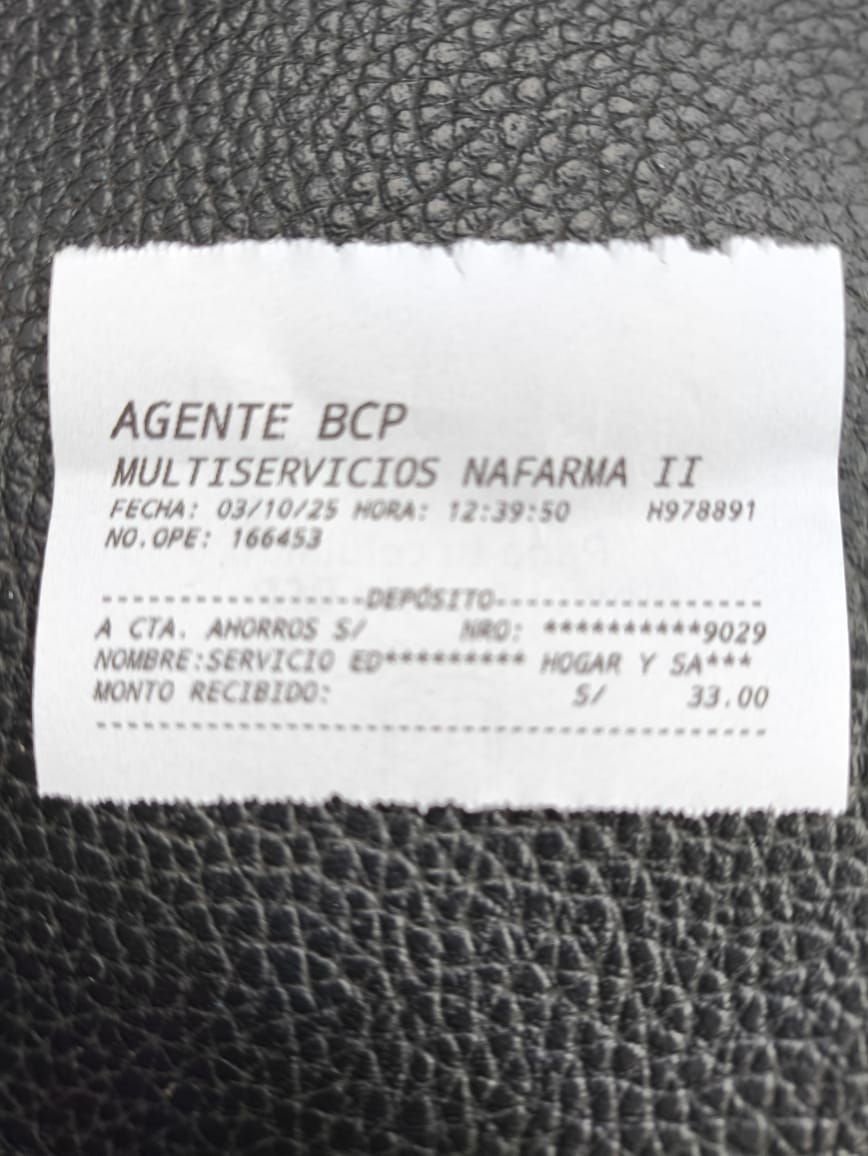 AGENTE BCP
MULTISERVICIOS NAFARMA II
FECHA: 03/10/25 HORA: 12:39:50 H978891
NO.OPE: 166453
-----------------DEPÓSITO-----------------
A CTA. AHORROS S/ NRO: **********9029
NOMBRE:SERVICIO ED********* HOGAR Y SA***
MONTO RECIBIDO: S/ 33.00
------------------------------------------